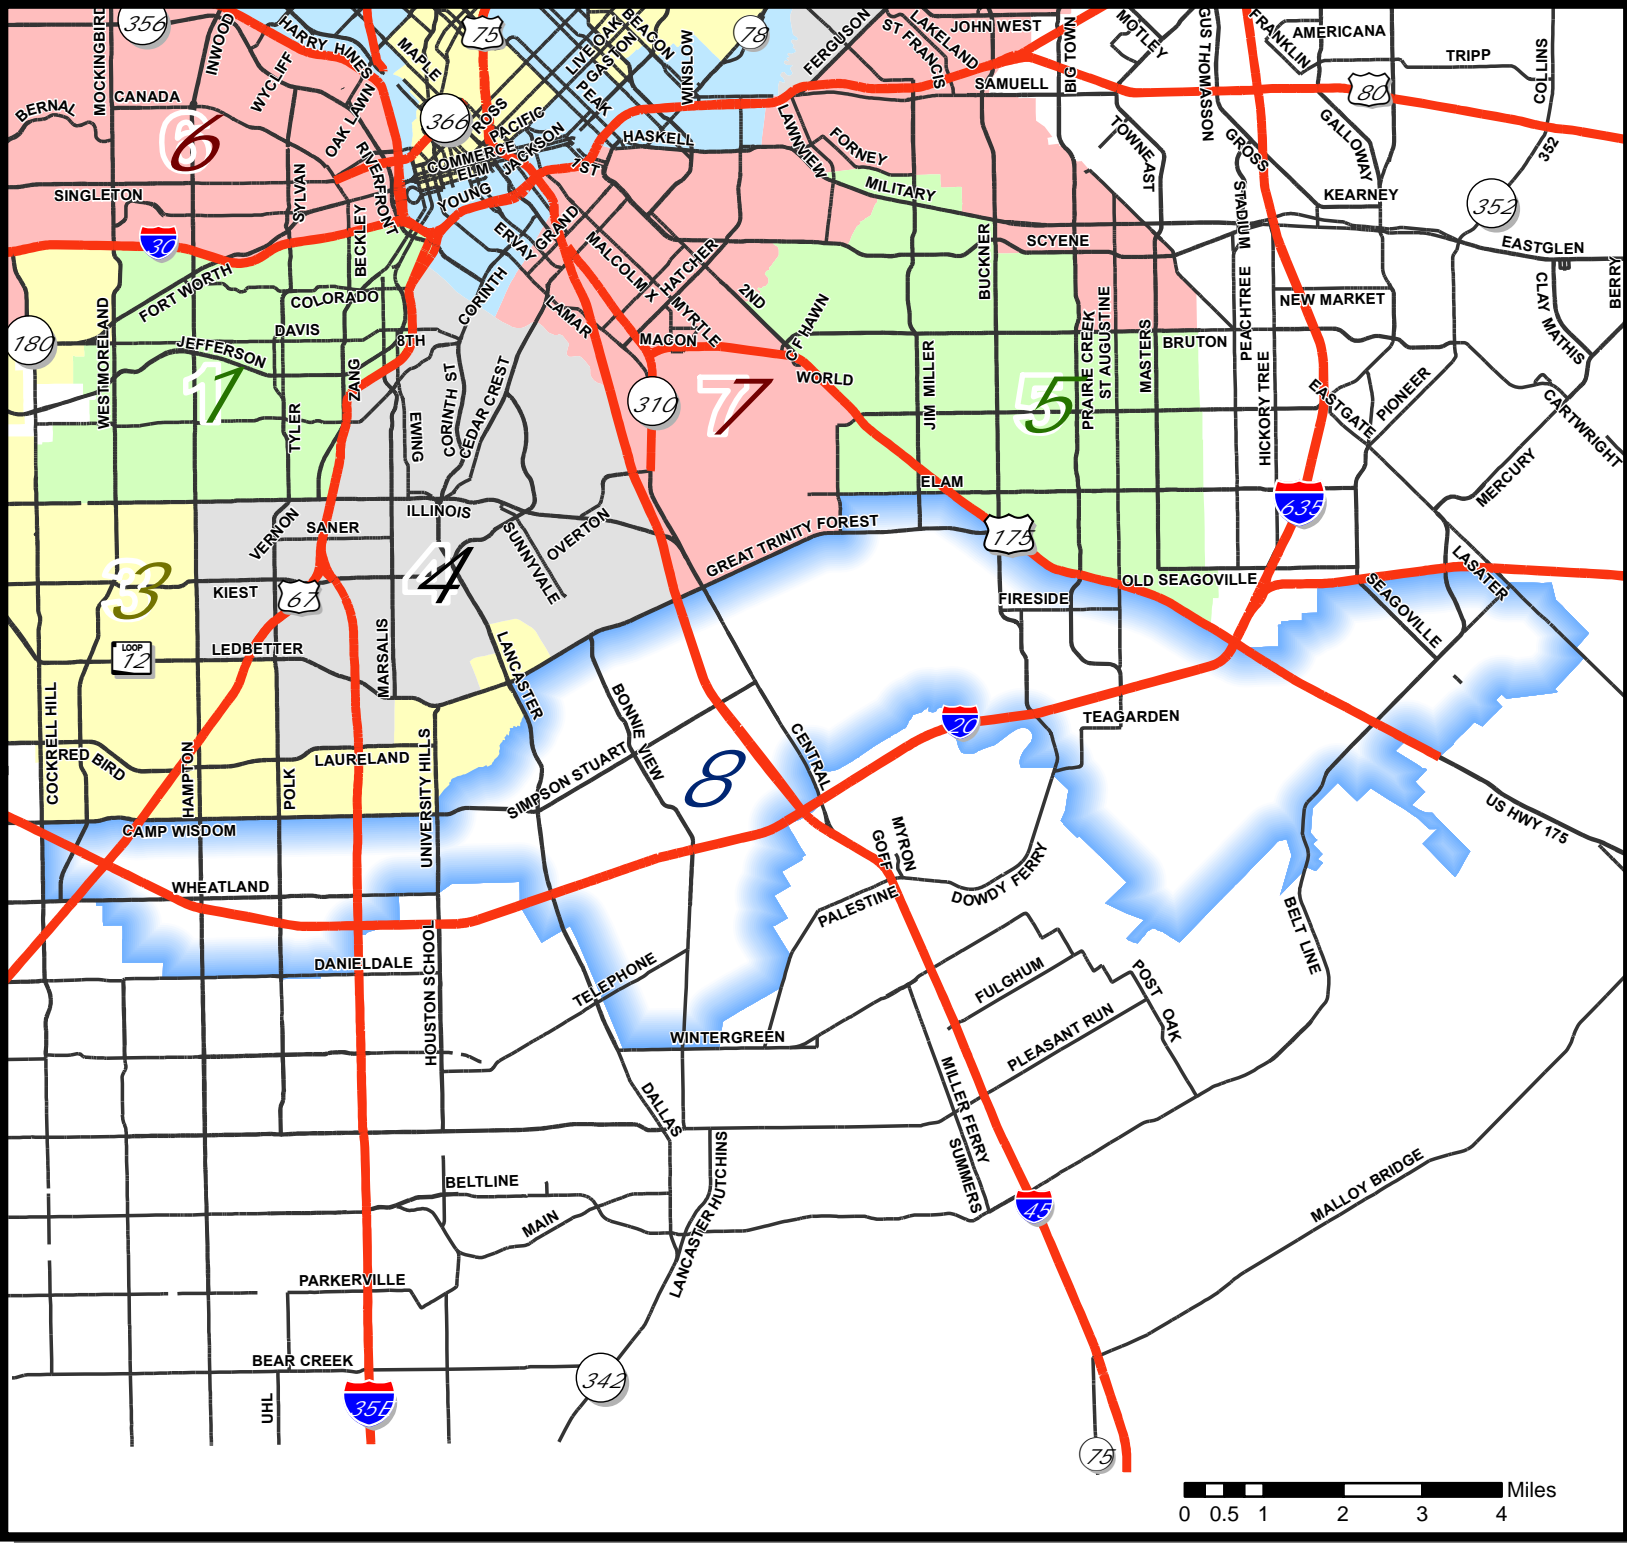 356
INWOOD
HARRY HINES
MAPLE
75
LIVE OAK
BEACON
GASTON
78
FERGUSON
ST FRANCIS
LAKELAND
JOHN WEST
BIG TOWN
MOTLEY
GUS THOMASSON
FRANKLIN
AMERICANA
TRIPP
COLLINS
MOCKINGBIRD
BERNAL
CANADA
WYCLIFF
OAK LAWN
366
ROSS
PACIFIC
PEAK
WINSLOW
HASKELL
SAMUELL
80
6
RIVERFRONT
COMMERCE
ELM
JACKSON
YOUNG
1ST
LAWNVIEW
FORNEY
MILITARY
TOWNE EAST
GROSS
GALLOWAY
352
KEARNEY
352
SINGLETON
SYLVAN
BECKLEY
30
ERVAY
GRAND
MALCOLM X
HATCHER
BUCKNER
SCYENE
STADIUM
EASTGLEN
BERRY
FORT WORTH
COLORADO
CORINTH
LAMAR
MYRTLE
2ND
C F HAWN
PEACHTREE
NEW MARKET
CLAY MATHIS
180
WESTMORELAND
DAVIS
JEFFERSON
8TH
MACON
WORLD
JIM MILLER
PRAIRIE CREEK
ST AUGUSTINE
MASTERS
BRUTON
1
ZANG
TYLER
EWING
CORINTH ST
CEDAR CREST
310
7
5
HICKORY TREE
EASTGATE
PIONEER
CARTWRIGHT
MERCURY
ELAM
635
VERNON
SANER
ILLINOIS
SUNNYVALE
OVERTON
GREAT TRINITY FOREST
175
3
KIEST
67
4
OLD SEAGOVILLE
FIRESIDE
LASATER
SEAGOVILLE
LOOP
12
LEDBETTER
MARSALIS
LANCASTER
COCKRELL HILL
RED BIRD
HAMPTON
POLK
LAURELAND
UNIVERSITY HILLS
BONNIE VIEW
SIMPSON STUART
8
CENTRAL
20
TEAGARDEN
CAMP WISDOM
US HWY 175
WHEATLAND
MYRON
GOFF
PALESTINE
DOWDY FERRY
BELT LINE
DANIELDALE
HOUSTON SCHOOL
TELEPHONE
FULGHUM
POST OAK
WINTERGREEN
PLEASANT RUN
DALLAS
MILLER FERRY
SUMMERS
LANCASTER HUTCHINS
BELTLINE
MAIN
45
MALLOY BRIDGE
PARKERVILLE
BEAR CREEK
342
UHL
35E
75
Miles
0 0.5 1 2 3 4